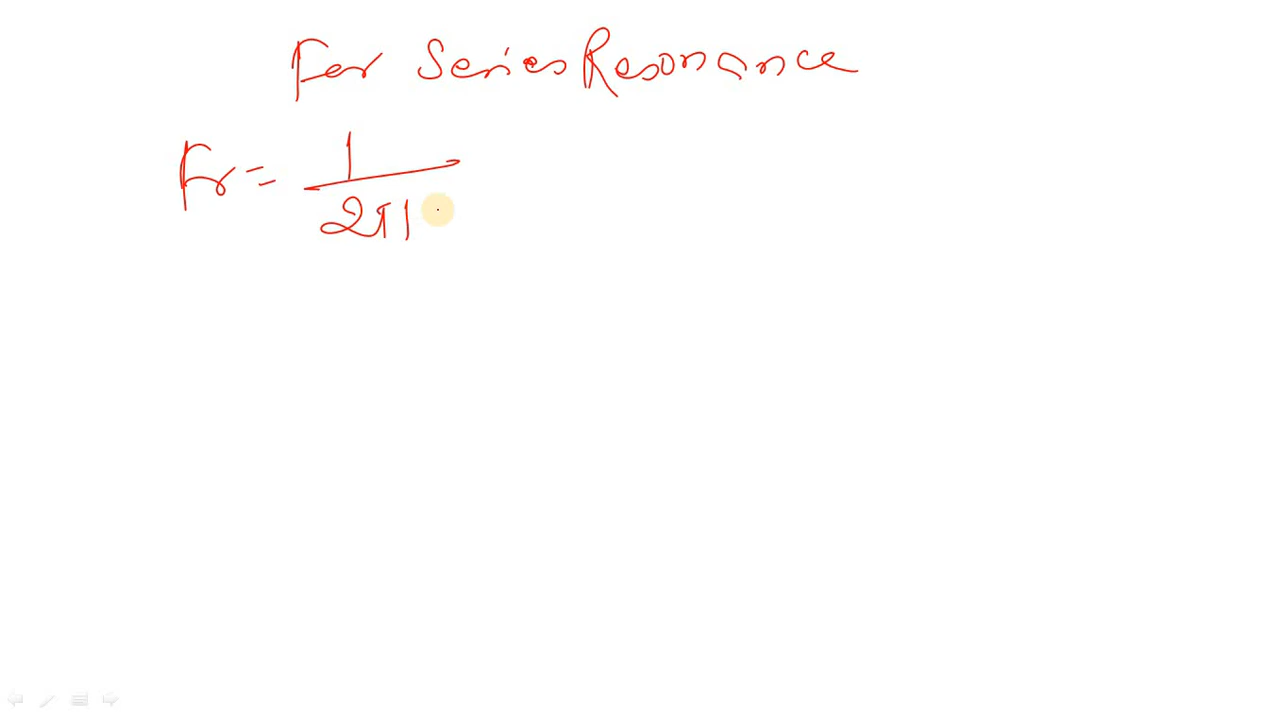 For Series Resonance
Fr = 1/2π